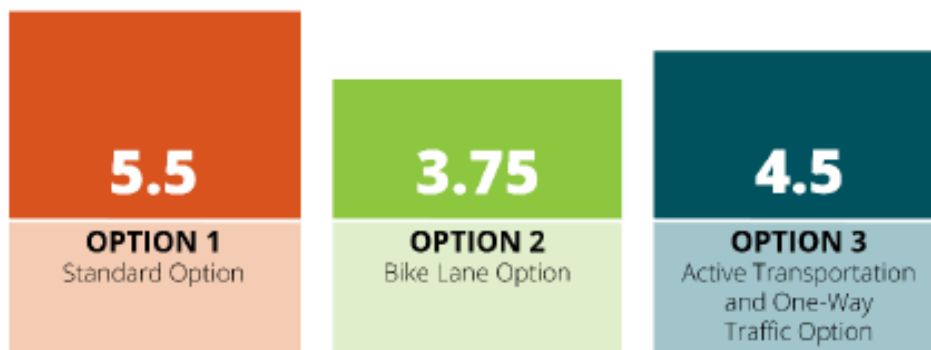 5.5
OPTION 1
Standard Option
3.75
OPTION 2
Bike Lane Option
4.5
OPTION 3
Active Transportation
and One-Way
Traffic Option